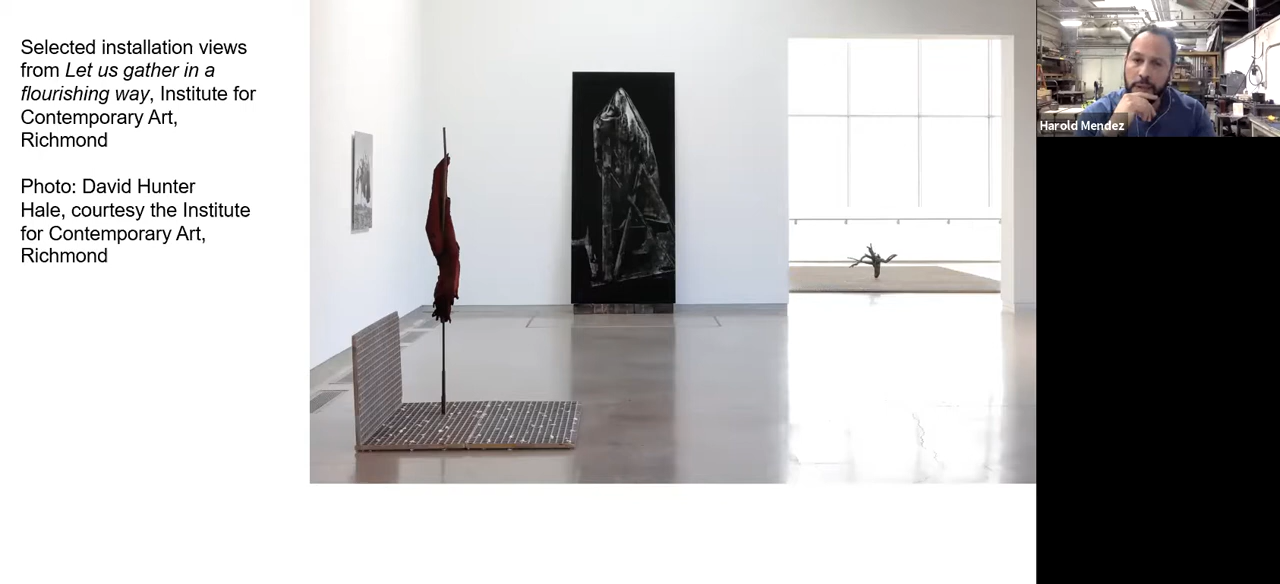 Selected installation views
from Let us gather in a
flourishing way, Institute for
Contemporary Art,
Richmond
Photo: David Hunter
Hale, courtesy the Institute
for Contemporary Art,
Richmond
Harold Mendez